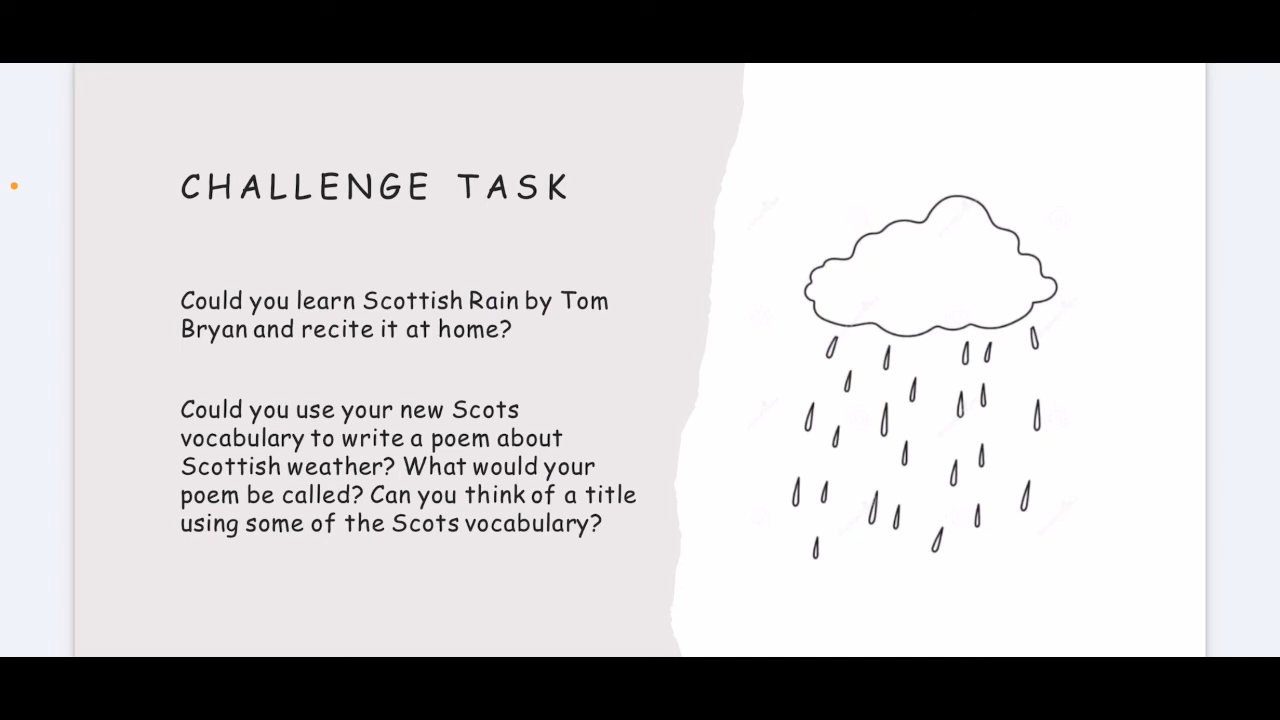 CHALLENGE TASK
Could you learn Scottish Rain by Tom
Bryan and recite it at home?
Could you use your new Scots
vocabulary to write a poem about
Scottish weather? What would your
poem be called? Can you think of a title
using some of the Scots vocabulary?